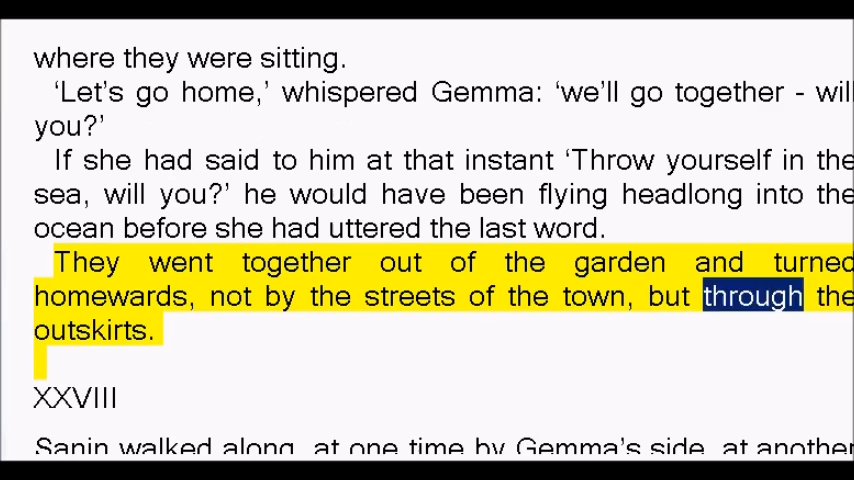 where they were sitting.
‘Let’s go home,’ whispered Gemma: ‘we’ll go together - will
you?’
If she had said to him at that instant ‘Throw yourself in the
sea, will you?’ he would have been flying headlong into the
ocean before she had uttered the last word.
They went together out of the garden and turned
homewards, not by the streets of the town, but through the
outskirts.
XXVIII
Sanin walked along, at one time by Gemma’s side, at another